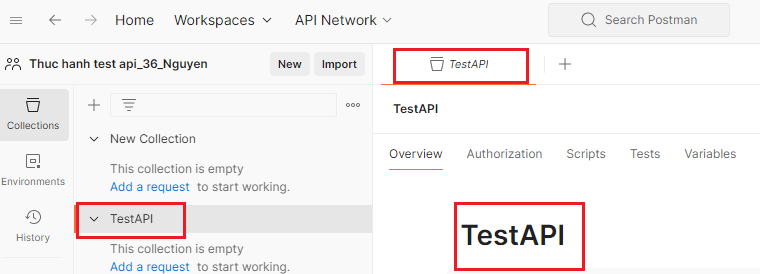 Home Workspaces API Network Search Postman
Thuc hanh test api_36_Nguyen New Import TestAPI
Collections
TestAPI
New Collection
Overview Authorization Scripts Tests Variables
This collection is empty
Environments
Add a request to start working.
TestAPI
TestAPI
History
This collection is empty
Add a request to start working.